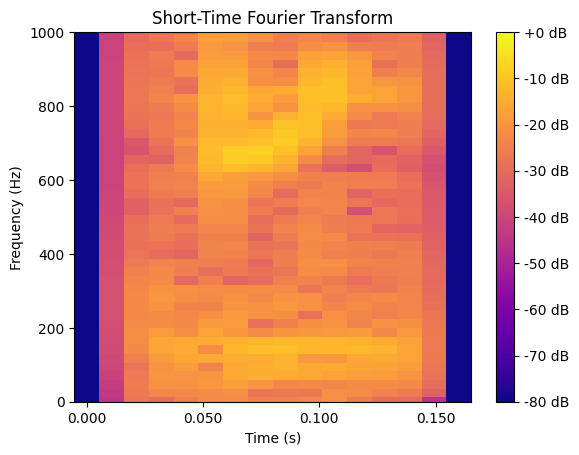 Short-Time Fourier Transform
1000
800
600
400
200
0
Frequency (Hz)
0.000
0.050
0.100
0.150
Time (s)
+0 dB
-10 dB
-20 dB
-30 dB
-40 dB
-50 dB
-60 dB
-70 dB
-80 dB